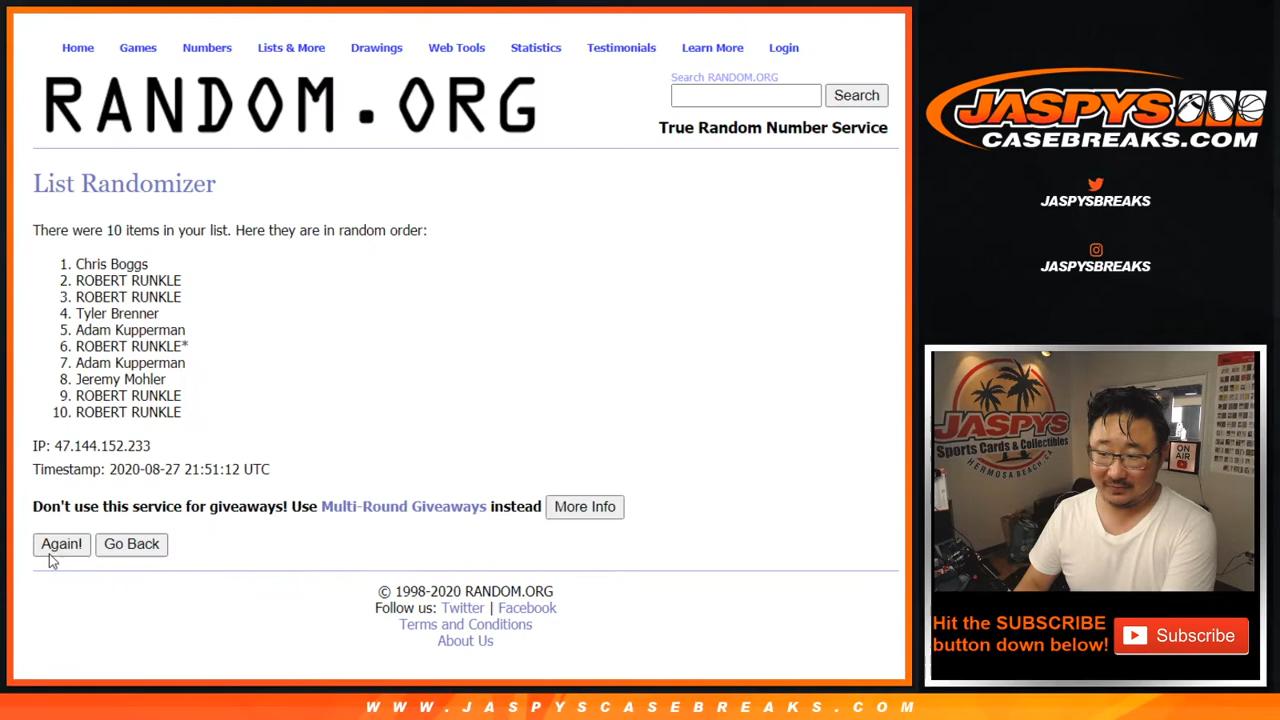 Home Games Numbers Lists & More Drawings Web Tools Statistics Testimonials Learn More Login
RANDOM.ORG
Search RANDOM.ORG
Search
True Random Number Service
List Randomizer
There were 10 items in your list. Here they are in random order:
1. Chris Boggs
2. ROBERT RUNKLE
3. ROBERT RUNKLE
4. Tyler Brenner
5. Adam Kupperman
6. ROBERT RUNKLE*
7. Adam Kupperman
8. Jeremy Mohler
9. ROBERT RUNKLE
10. ROBERT RUNKLE
IP: 47.144.152.233
Timestamp: 2020-08-27 21:51:12 UTC
Don't use this service for giveaways! Use Multi-Round Giveaways instead More Info
Again! Go Back
© 1998-2020 RANDOM.ORG
Follow us: Twitter | Facebook
Terms and Conditions
About Us
JASPYS
CASEBREAKS.COM
JASPYSBREAKS
JASPYSBREAKS
JASPYS
Sports Cards & Collectibles
HERMOSA BEACH, CA
ON AIR
Hit the SUBSCRIBE
button down below!
Subscribe
WWW.JASPYSCASEBREAKS.COM